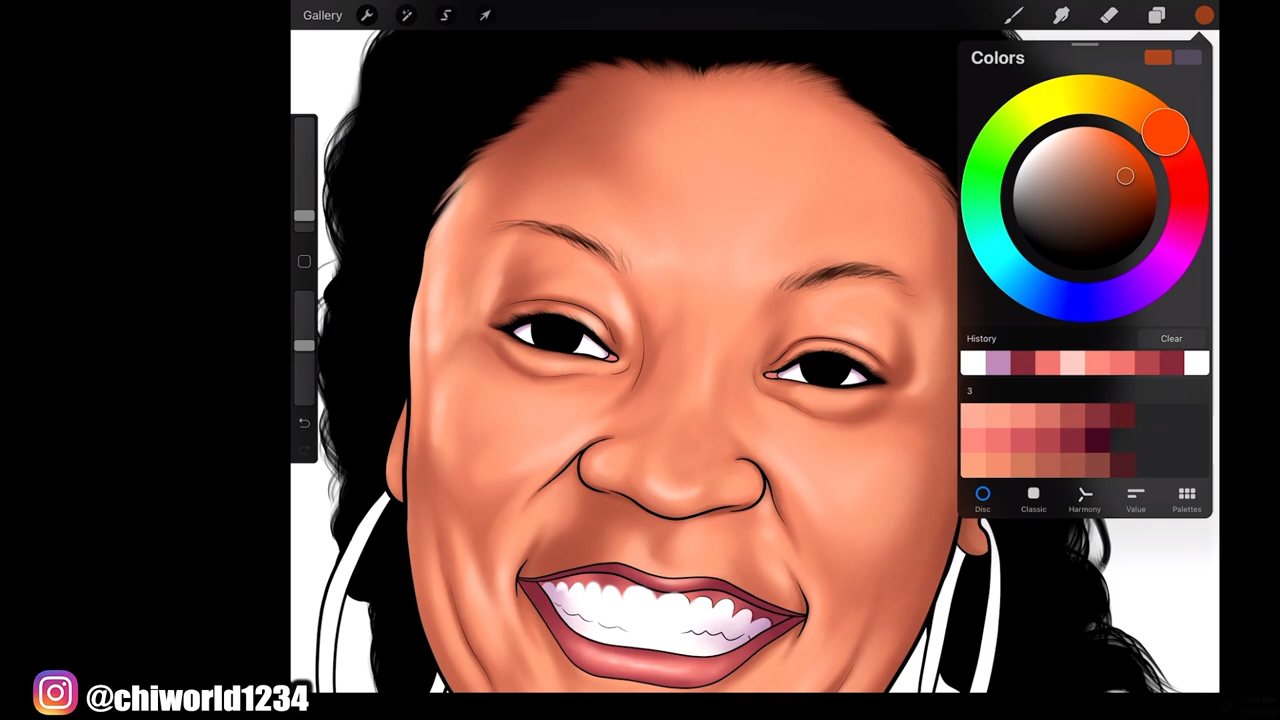 Gallery
Colors
History
Clear
3
Disc
Classic
Harmony
Value
Palettes
@chiworld1234